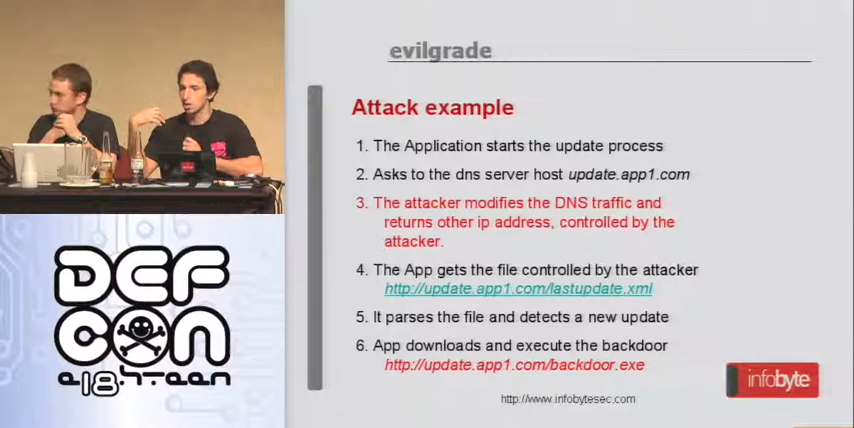 evilgrade
Attack example
1. The Application starts the update process
2. Asks to the dns server host update.app1.com
3. The attacker modifies the DNS traffic and
returns other ip address, controlled by the
attacker.
4. The App gets the file controlled by the attacker
http://update.app1.com/lastupdate.xml
5. It parses the file and detects a new update
6. App downloads and execute the backdoor
http://update.app1.com/backdoor.exe
infobyte
http://www.infobytesec.com
DEF
CON
e18.hteen